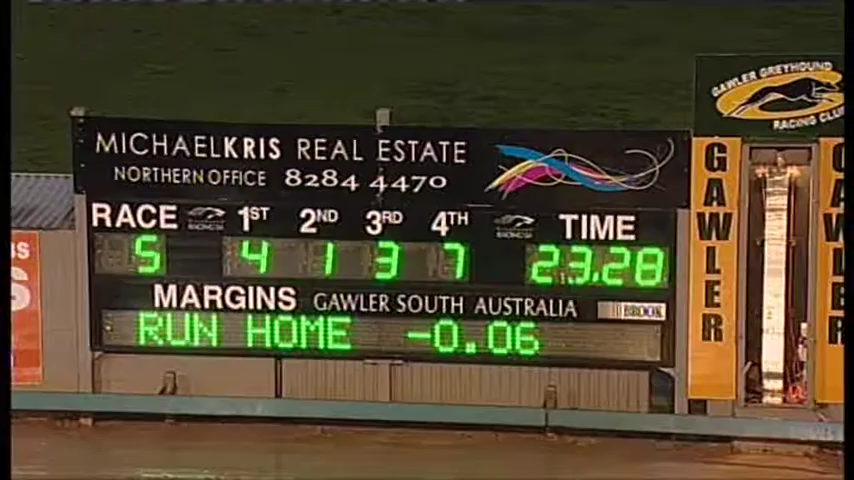 GAWLER GREYHOUND
RACING CLUB
MICHAELKRIS REAL ESTATE
NORTHERN OFFICE 8284 4470
RACE 1ST 2ND 3RD 4TH TIME
5 4 1 3 7 23.28
MARGINS GAWLER SOUTH AUSTRALIA BROOK
RUN HOME -0.06
GAWLER